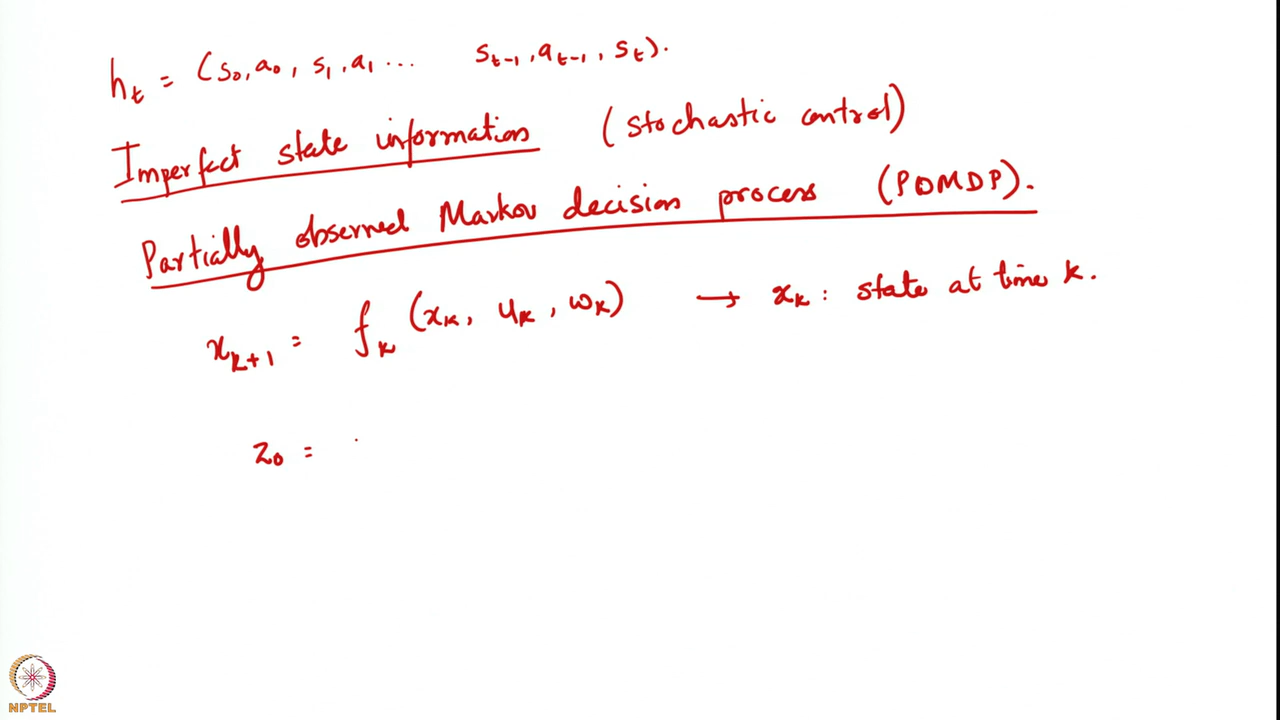 h_t = (s_0, a_0, s_1, a_1 ... s_{t-1}, a_{t-1}, s_t).
Imperfect state information (stochastic control)
Partially observed Markov decision process (POMDP).
x_{k+1} = f_k (x_k, u_k, w_k) → x_k : state at time k.
z_0 =
NPTEL